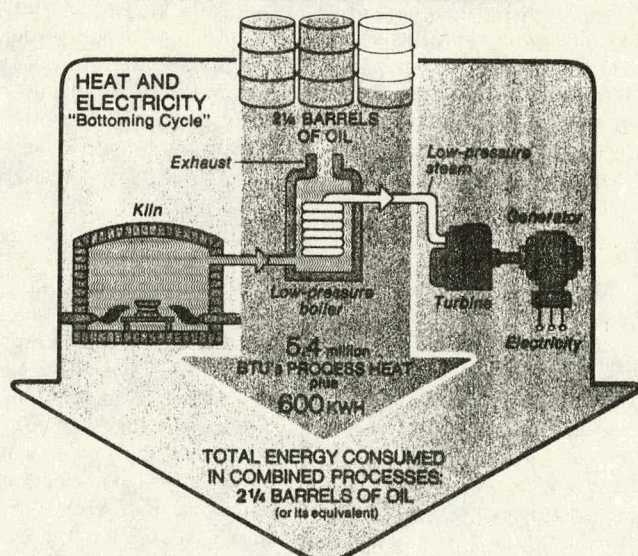 HEAT AND
ELECTRICITY
"Bottoming Cycle"
2¼ BARRELS
OF OIL
Exhaust
Low-pressure
steam
Kiln
Generator
Low-pressure
boiler
Turbine
Electricity
5.4 million
BTU's PROCESS HEAT
plus
600 KWH
TOTAL ENERGY CONSUMED
IN COMBINED PROCESSES:
2¼ BARRELS OF OIL
(or its equivalent)